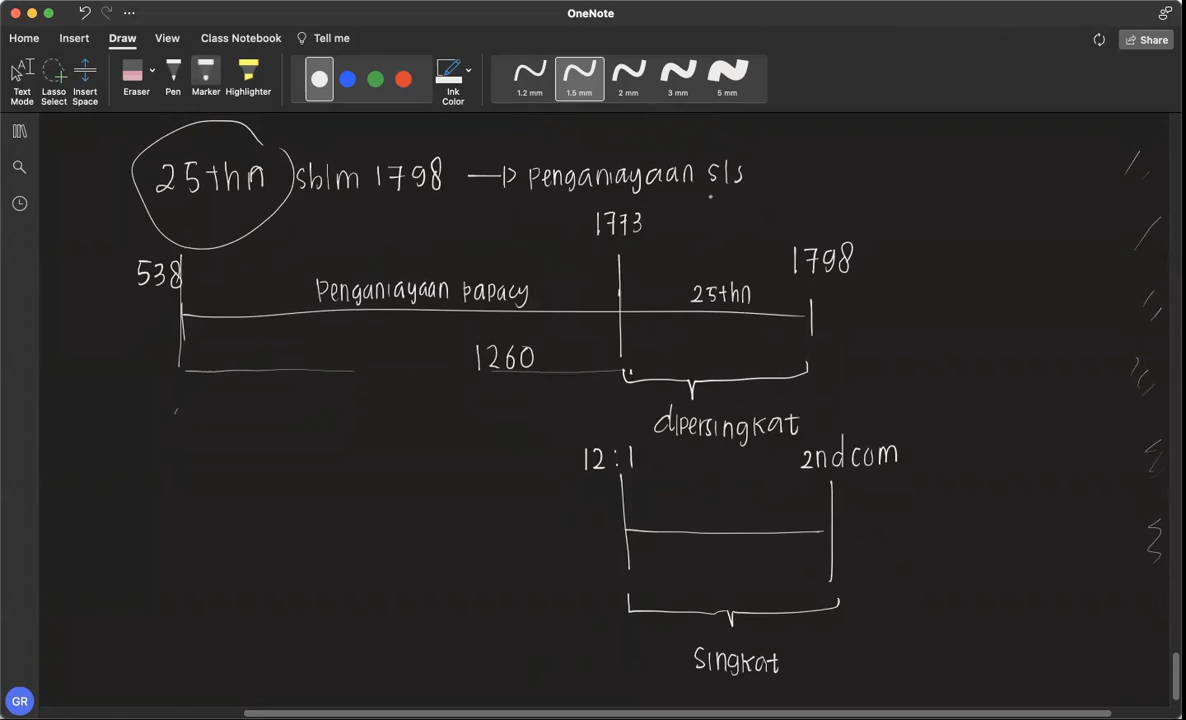 OneNote
Home Insert Draw View Class Notebook Tell me
Share
Text Mode
Lasso Select
Insert Space
Eraser
Pen
Marker
Highlighter
Ink Color
1.2 mm
1.5 mm
2 mm
3 mm
5 mm
25thn sblm 1798 → penganiayaan sls
1773
538
1798
Penganiayaan papacy
25thn
1260
dipersingkat
12:1
2nd com
singkat
GR